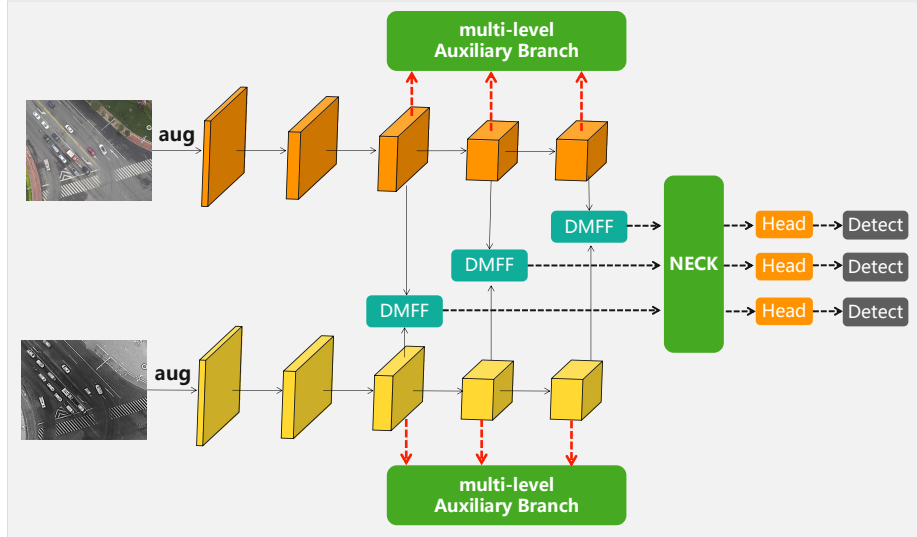 multi-level
Auxiliary Branch
aug
DMFF
Head
Detect
DMFF
NECK
Head
Detect
DMFF
Head
Detect
aug
multi-level
Auxiliary Branch